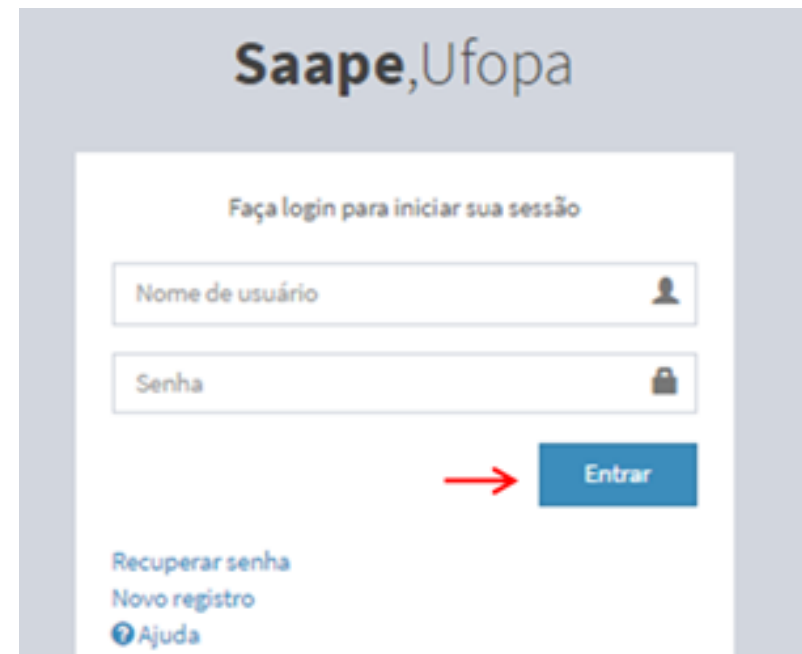 Saape,Ufopa
Faça login para iniciar sua sessão
Nome de usuário
Senha
Entrar
Recuperar senha
Novo registro
Ajuda